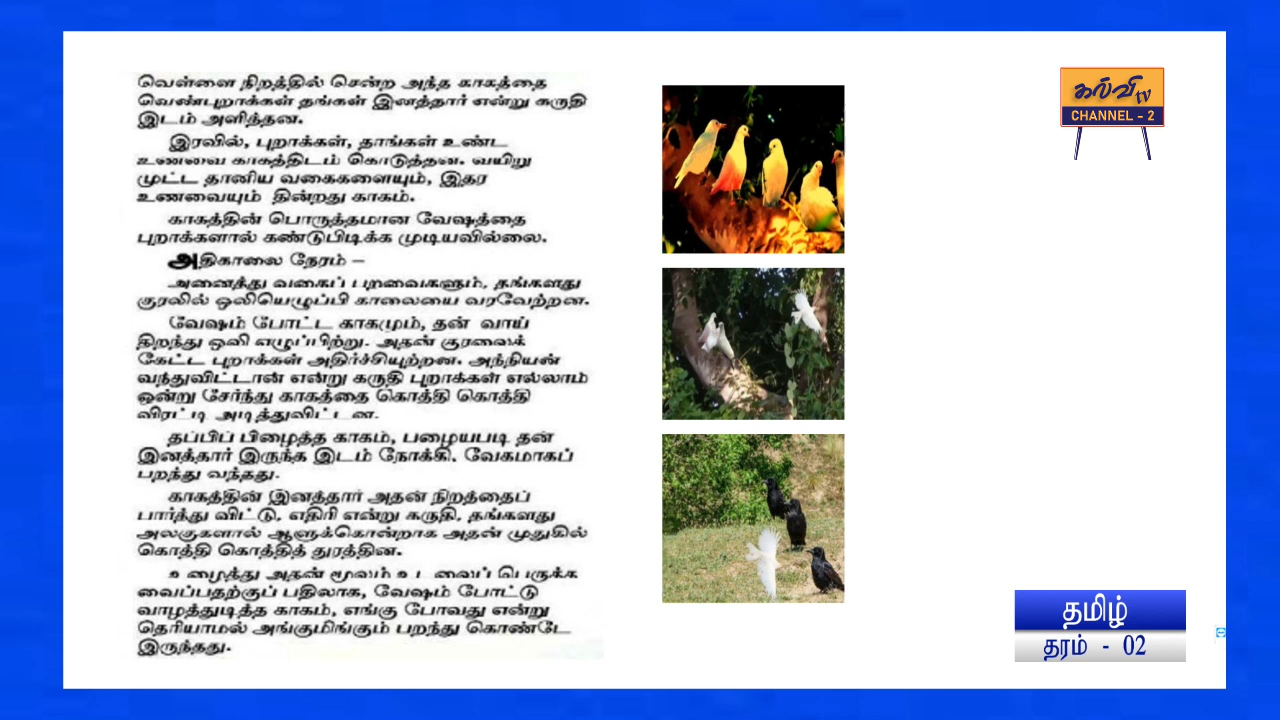 வெள்ளை நிறத்தில் சென்ற அந்த காகத்தை
வெண்புறாக்கள் தங்கள் இனத்தார் என்று கருதி
இடம் அளித்தன.
இரவில், புறாக்கள், தாங்கள் உண்ட
உணவை காகத்திடம் கொடுத்தன. வயிறு
முட்ட தானிய வகைகளையும், இதர
உணவையும் தின்றது காகம்.
காகத்தின் பொருத்தமான வேஷத்தை
புறாக்களால் கண்டுபிடிக்க முடியவில்லை.
அதிகாலை நேரம் –
அனைத்து வகைப் பறவைகளும், தங்களது
குரலில் ஒலியெழுப்பி காலையை வரவேற்றன.
வேஷம் போட்ட காகமும், தன் வாய்
திறந்து ஒலி எழுப்பிற்று. அதன் குரலைக்
கேட்ட புறாக்கள் அதிர்ச்சியுற்றன. அந்நியன்
வந்துவிட்டான் என்று கருதி புறாக்கள் எல்லாம்
ஒன்று சேர்ந்து காகத்தை கொத்தி கொத்தி
விரட்டி அடித்துவிட்டன.
தப்பிப் பிழைத்த காகம், பழையபடி தன்
இனத்தார் இருந்த இடம் நோக்கி, வேகமாகப்
பறந்து வந்தது.
காகத்தின் இனத்தார் அதன் நிறத்தைப்
பார்த்து விட்டு, எதிரி என்று கருதி, தங்களது
அலகுகளால் ஆளுக்கொன்றாக அதன் முதுகில்
கொத்தி கொத்தித் துரத்தின.
உழைத்து அதன் மூலம் உடலைப் பெருக்க
வைப்பதற்குப் பதிலாக, வேஷம் போட்டு
வாழத்துடித்த காகம், எங்கு போவது என்று
தெரியாமல் அங்குமிங்கும் பறந்து கொண்டே
இருந்தது.
கல்வி tv
CHANNEL - 2
தமிழ்
தரம் - 02